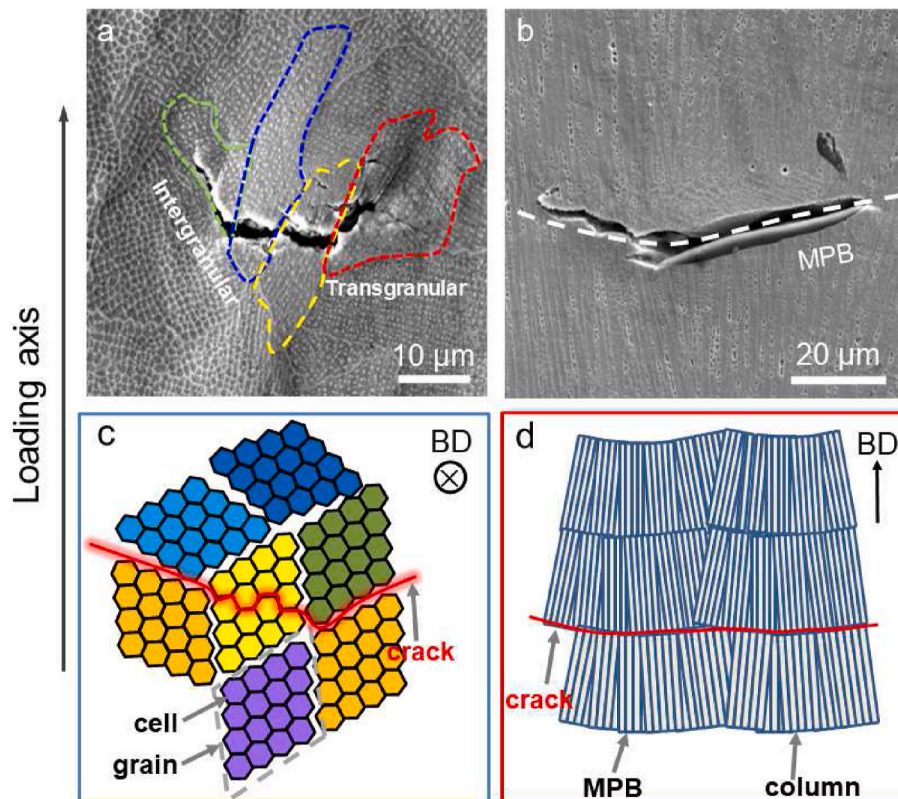 Loading axis
a
Intergranular
Transgranular
10 μm
b
MPB
20 μm
c
BD
crack
cell
grain
d
BD
crack
MPB
column